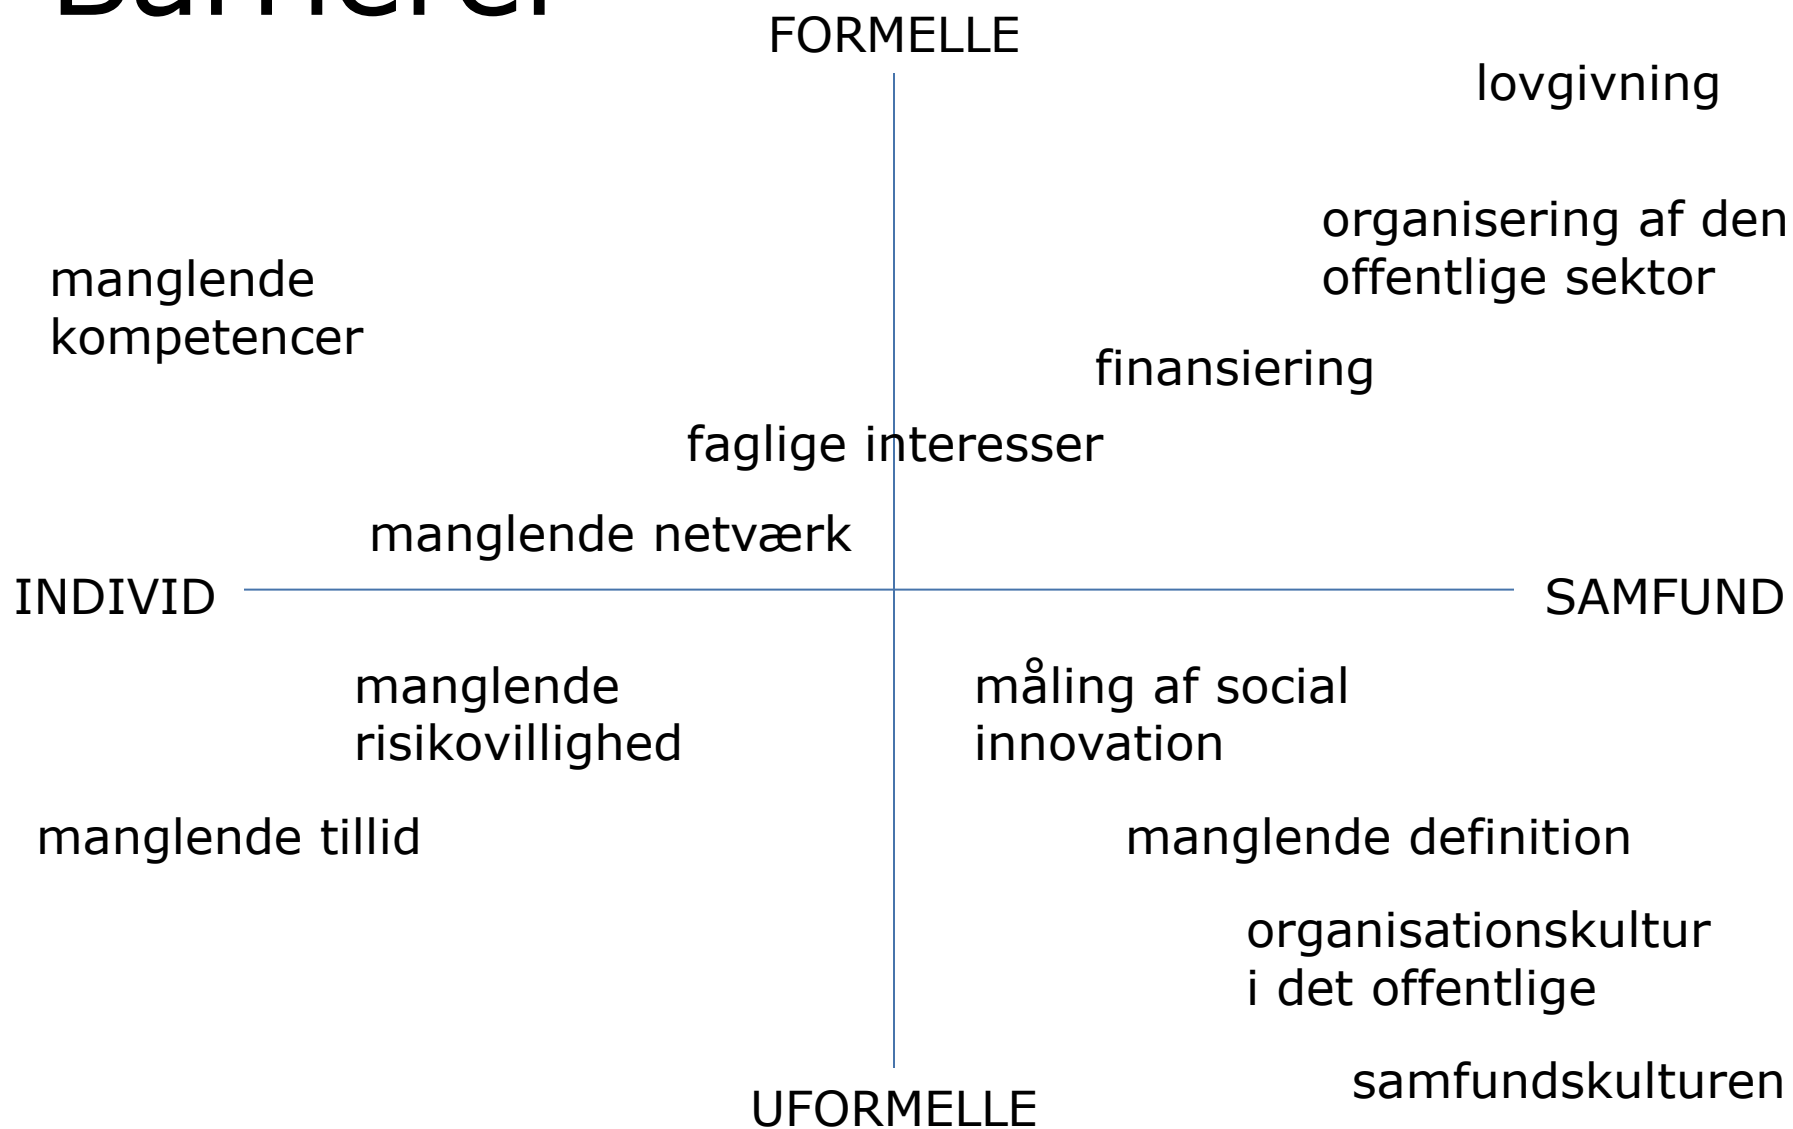 Barrierer
FORMELLE
lovgivning
organisering af den
offentlige sektor
manglende
kompetencer
finansiering
faglige interesser
manglende netværk
INDIVID
SAMFUND
manglende
risikovillighed
måling af social
innovation
manglende tillid
manglende definition
organisationskultur
i det offentlige
samfundskulturen
UFORMELLE